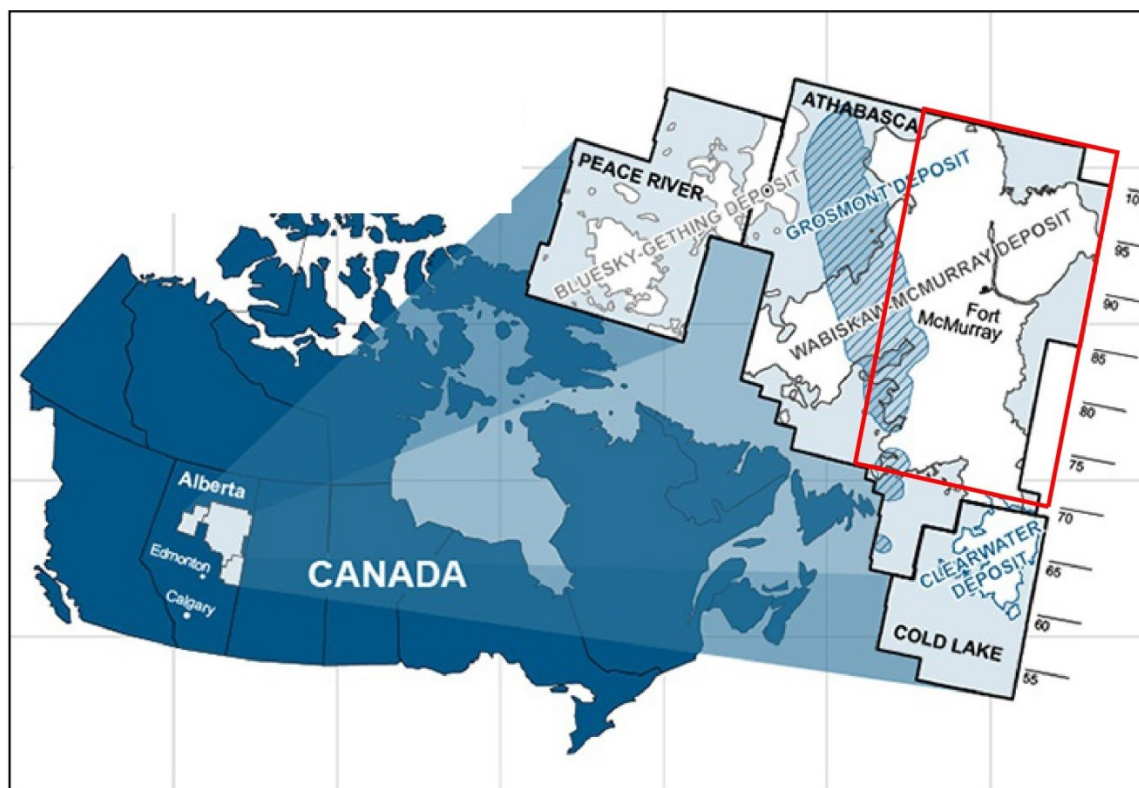 ATHABASCA
PEACE RIVER
GROSMONT DEPOSIT
BLUESKY-GETHING DEPOSIT
WABISKAW-MCMURRAY DEPOSIT
Fort
McMurray
10
95
90
85
80
75
70
65
60
55
CLEARWATER
DEPOSIT
COLD LAKE
Alberta
Edmonton
Calgary
CANADA